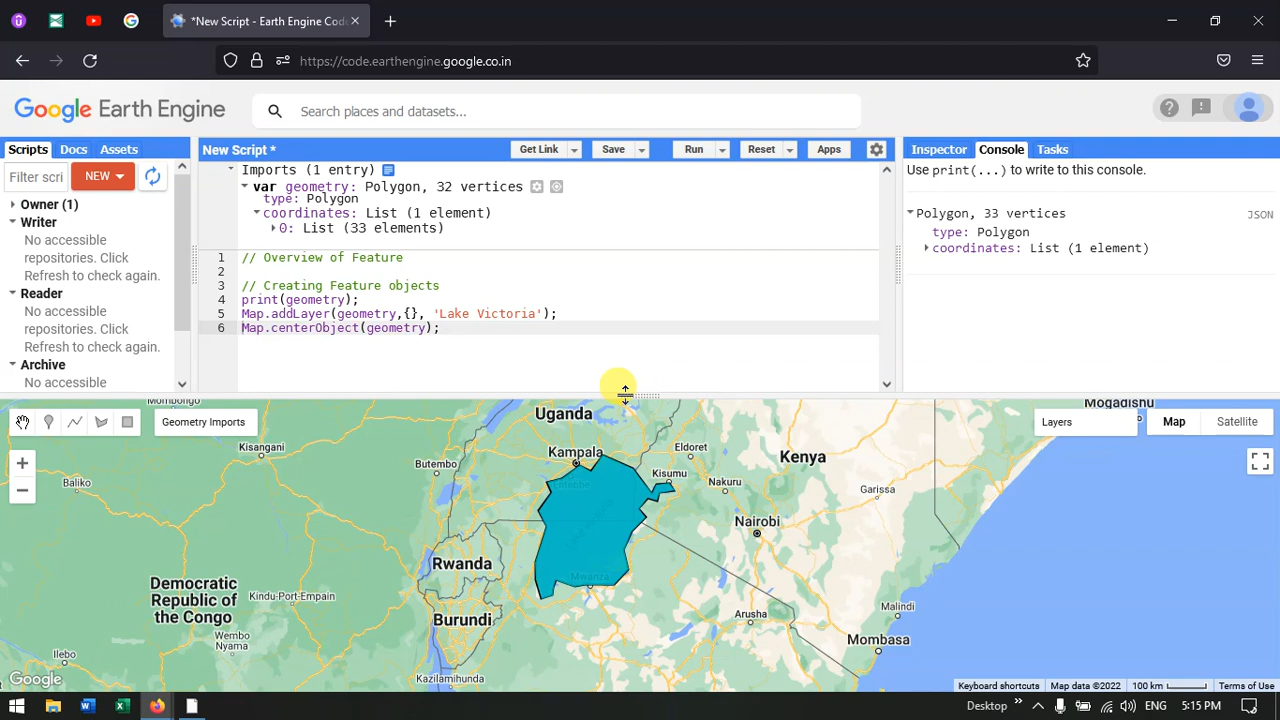 *New Script - Earth Engine Code
https://code.earthengine.google.co.in
Google Earth Engine
Search places and datasets...
Scripts
Docs
Assets
Filter scri
NEW
Owner (1)
Writer
No accessible
repositories. Click
Refresh to check again.
Reader
No accessible
repositories. Click
Refresh to check again.
Archive
No accessible
New Script *
Get Link
Save
Run
Reset
Apps
Imports (1 entry)
var geometry: Polygon, 32 vertices
type: Polygon
coordinates: List (1 element)
0: List (33 elements)
1 // Overview of Feature
2
3 // Creating Feature objects
4 print(geometry);
5 Map.addLayer(geometry,{}, 'Lake Victoria');
6 Map.centerObject(geometry);
Inspector
Console
Tasks
Use print(...) to write to this console.
Polygon, 33 vertices
JSON
type: Polygon
coordinates: List (1 element)
Geometry Imports
Layers
Map
Satellite
Mogadishu
Uganda
Kisangani
Kampala
Eldoret
Kenya
Butembo
Entebbe
Kisumu
Baliko
Nakuru
Garissa
Nairobi
Rwanda
Democratic
Republic of
the Congo
Kindu-Port-Empain
Mwanza
Malindi
Burundi
Arusha
Wembo
Nyama
Mombasa
Ilebo
Kazilamihunda
Google
Keyboard shortcuts
Map data ©2022
100 km
Terms of Use
Desktop
ENG
5:15 PM